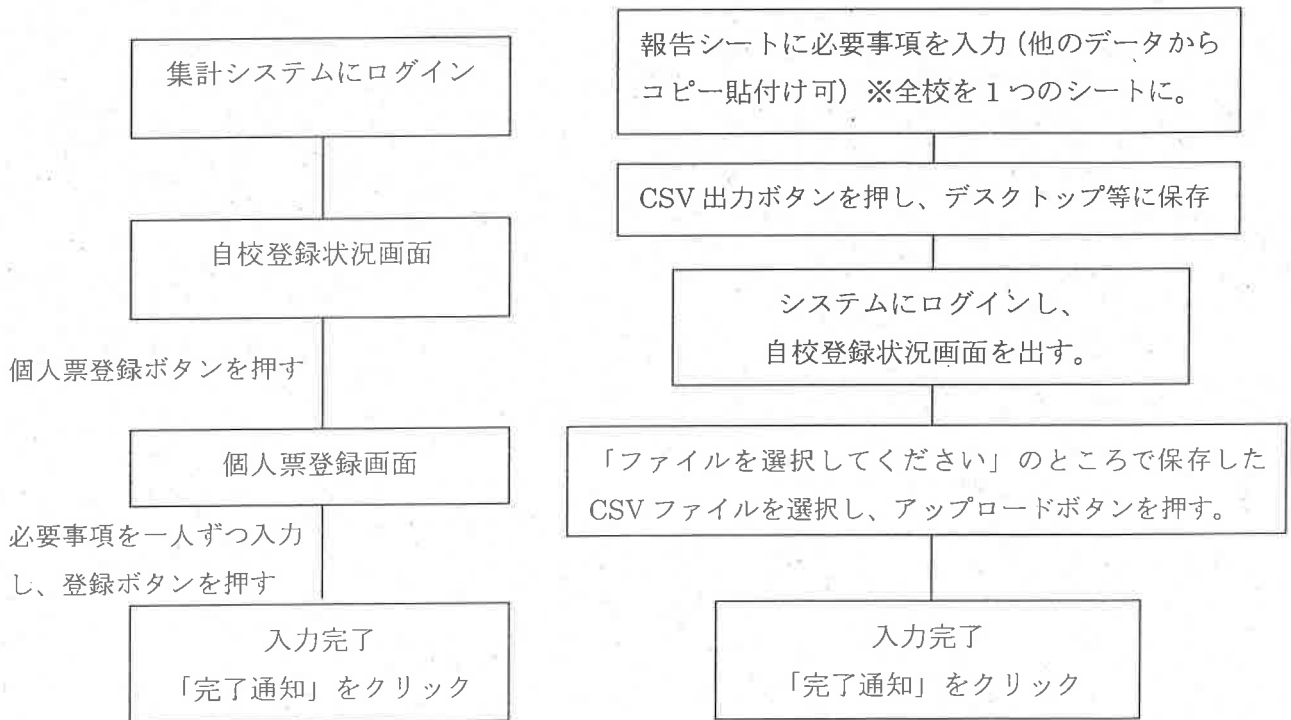 集計システムにログイン
自校登録状況画面
個人票登録ボタンを押す
個人票登録画面
必要事項を一人ずつ入力
し、登録ボタンを押す
入力完了
「完了通知」をクリック
報告シートに必要事項を入力（他のデータから
コピー貼付け可）※全校を１つのシートに。
CSV 出力ボタンを押し、デスクトップ等に保存
システムにログインし、
自校登録状況画面を出す。
「ファイルを選択してください」のところで保存した
CSV ファイルを選択し、アップロードボタンを押す。
入力完了
「完了通知」をクリック